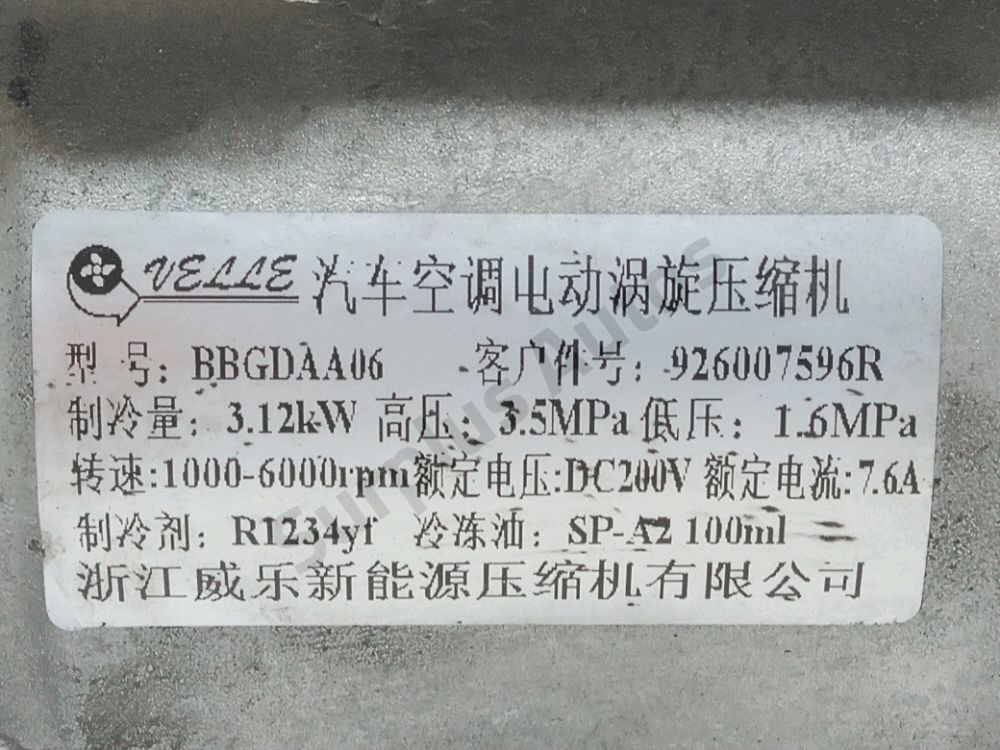 VELLE 汽车空调电动涡旋压缩机
型号: BBGDAA06 客户件号: 926007596R
制冷量: 3.12kW 高压: 3.5MPa 低压: 1.6MPa
转速:1000-6000rpm 额定电压:DC200V 额定电流:7.6A
制冷剂: R1234yf 冷冻油: SP-A2 100ml
浙江威乐新能源压缩机有限公司
Surplus Autos